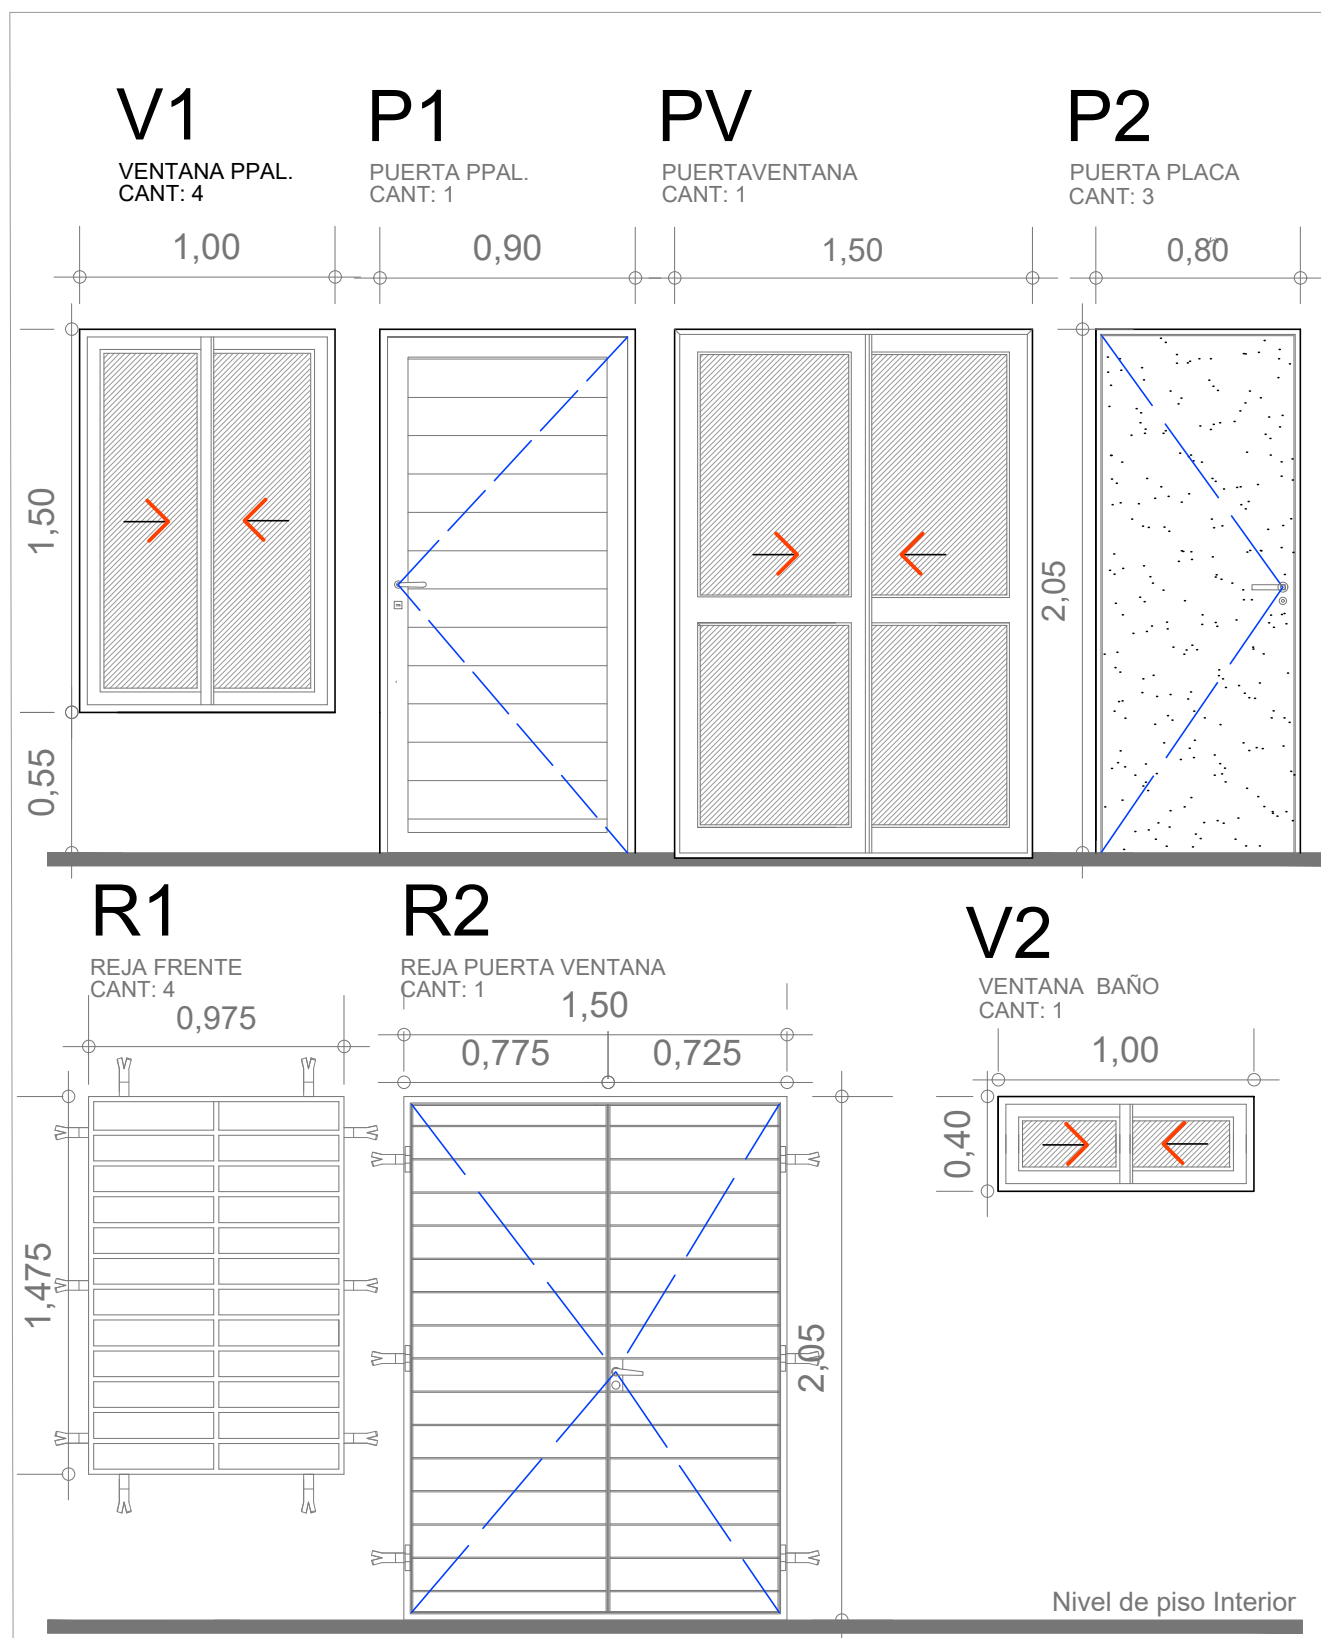 V1
VENTANA PPAL.
CANT: 4
1,00
1,50
0,55
P1
PUERTA PPAL.
CANT: 1
0,90
PV
PUERTAVENTANA
CANT: 1
1,50
P2
PUERTA PLACA
CANT: 3
0,80
2,05
R1
REJA FRENTE
CANT: 4
0,975
1,475
R2
REJA PUERTA VENTANA
CANT: 1
1,50
0,775
0,725
2,05
V2
VENTANA BAÑO
CANT: 1
1,00
0,40
Nivel de piso Interior